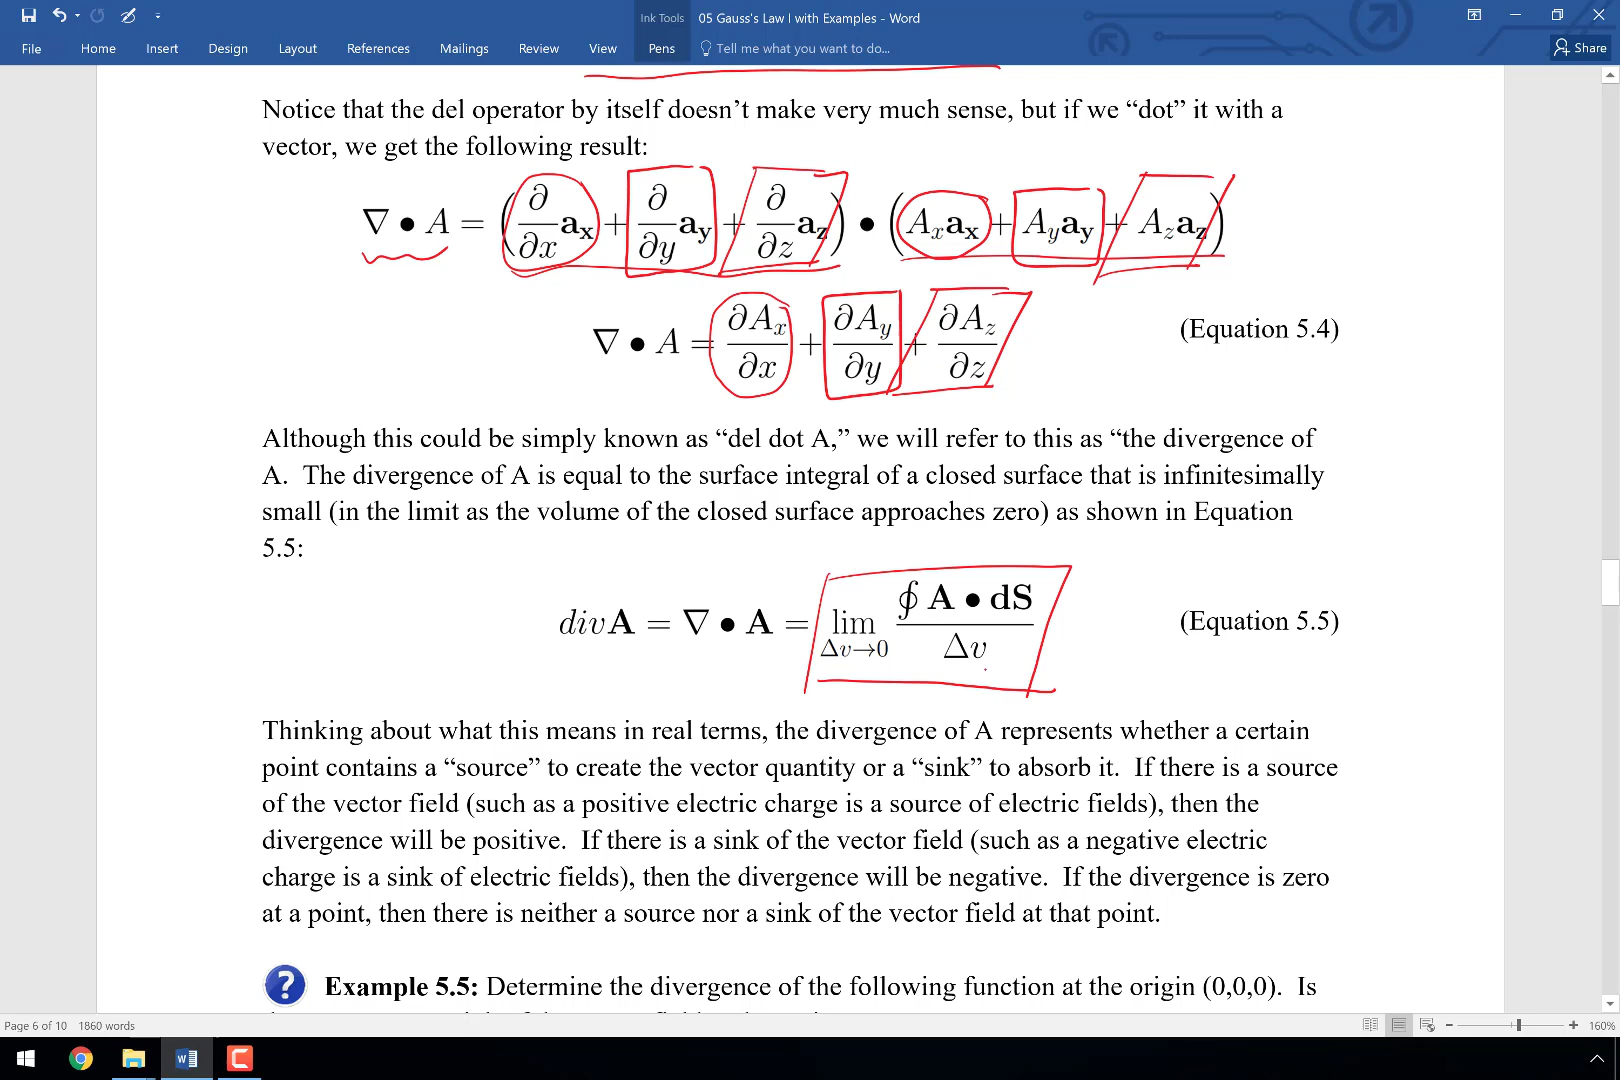 Ink Tools
05 Gauss's Law I with Examples - Word
File Home Insert Design Layout References Mailings Review View Pens Tell me what you want to do... Share
Notice that the del operator by itself doesn’t make very much sense, but if we “dot” it with a
vector, we get the following result:
∇ • A = (∂/∂x aₓ + ∂/∂y a_y + ∂/∂z a_z) • (Aₓaₓ + A_y a_y + A_z a_z)
∇ • A = ∂Aₓ/∂x + ∂A_y/∂y + ∂A_z/∂z (Equation 5.4)
Although this could be simply known as “del dot A,” we will refer to this as “the divergence of
A.  The divergence of A is equal to the surface integral of a closed surface that is infinitesimally
small (in the limit as the volume of the closed surface approaches zero) as shown in Equation
5.5:
divA = ∇ • A = lim Δv→0 ∮ A • dS / Δv (Equation 5.5)
Thinking about what this means in real terms, the divergence of A represents whether a certain
point contains a “source” to create the vector quantity or a “sink” to absorb it.  If there is a source
of the vector field (such as a positive electric charge is a source of electric fields), then the
divergence will be positive.  If there is a sink of the vector field (such as a negative electric
charge is a sink of electric fields), then the divergence will be negative.  If the divergence is zero
at a point, then there is neither a source nor a sink of the vector field at that point.
Example 5.5: Determine the divergence of the following function at the origin (0,0,0).  Is
Page 6 of 10 1860 words 160%